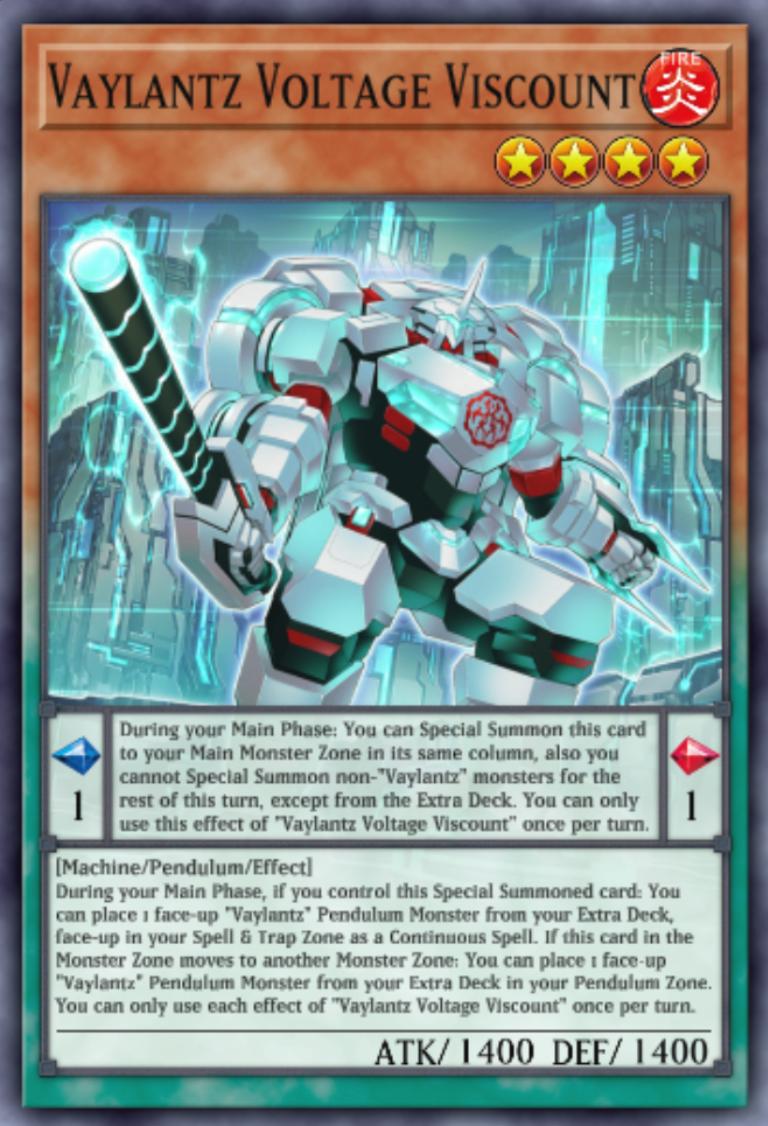 Vaylantz Voltage Viscount
FIRE
炎
During your Main Phase: You can Special Summon this card
to your Main Monster Zone in its same column, also you
cannot Special Summon non-"Vaylantz" monsters for the
rest of this turn, except from the Extra Deck. You can only
use this effect of "Vaylantz Voltage Viscount" once per turn.
1
1
[Machine/Pendulum/Effect]
During your Main Phase, if you control this Special Summoned card: You
can place 1 face-up "Vaylantz" Pendulum Monster from your Extra Deck,
face-up in your Spell & Trap Zone as a Continuous Spell. If this card in the
Monster Zone moves to another Monster Zone: You can place 1 face-up
"Vaylantz" Pendulum Monster from your Extra Deck in your Pendulum Zone.
You can only use each effect of "Vaylantz Voltage Viscount" once per turn.
ATK/ 1400 DEF/ 1400